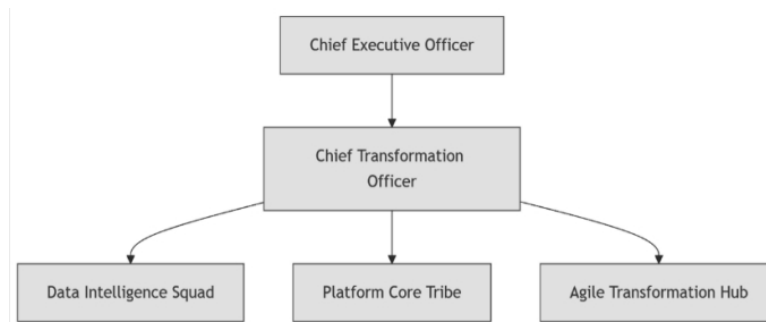 Chief Executive Officer
Chief Transformation
Officer
Data Intelligence Squad
Platform Core Tribe
Agile Transformation Hub